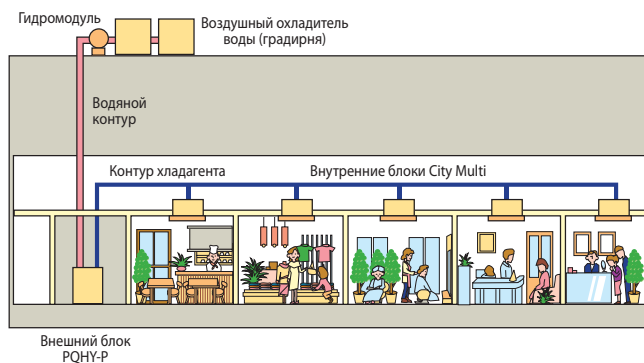 Гидромодуль
Воздушный охладитель
воды (градирня)
Водяной
контур
Контур хладагента
Внутренние блоки City Multi
Внешний блок
PQHY-P